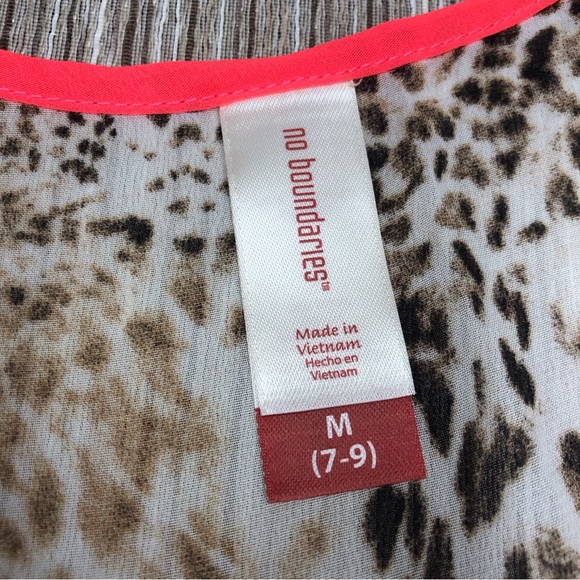 no boundaries™
Made in
Vietnam
Hecho en
Vietnam
M
(7-9)